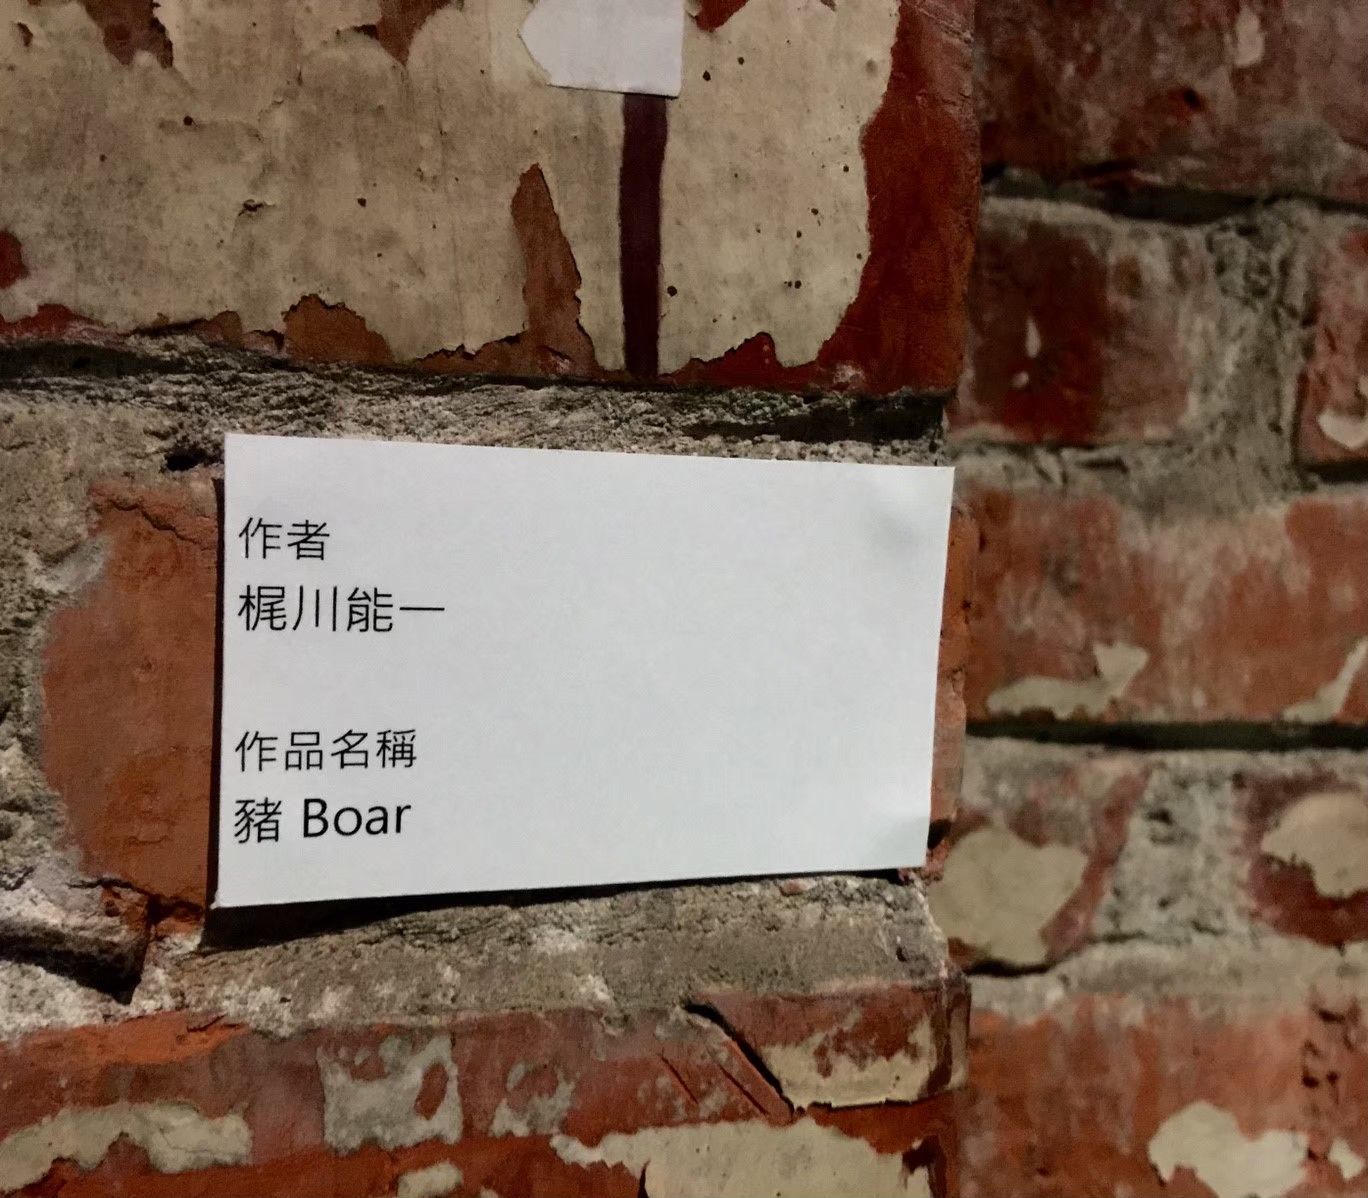 作者
梶川能一
作品名稱
豬 Boar